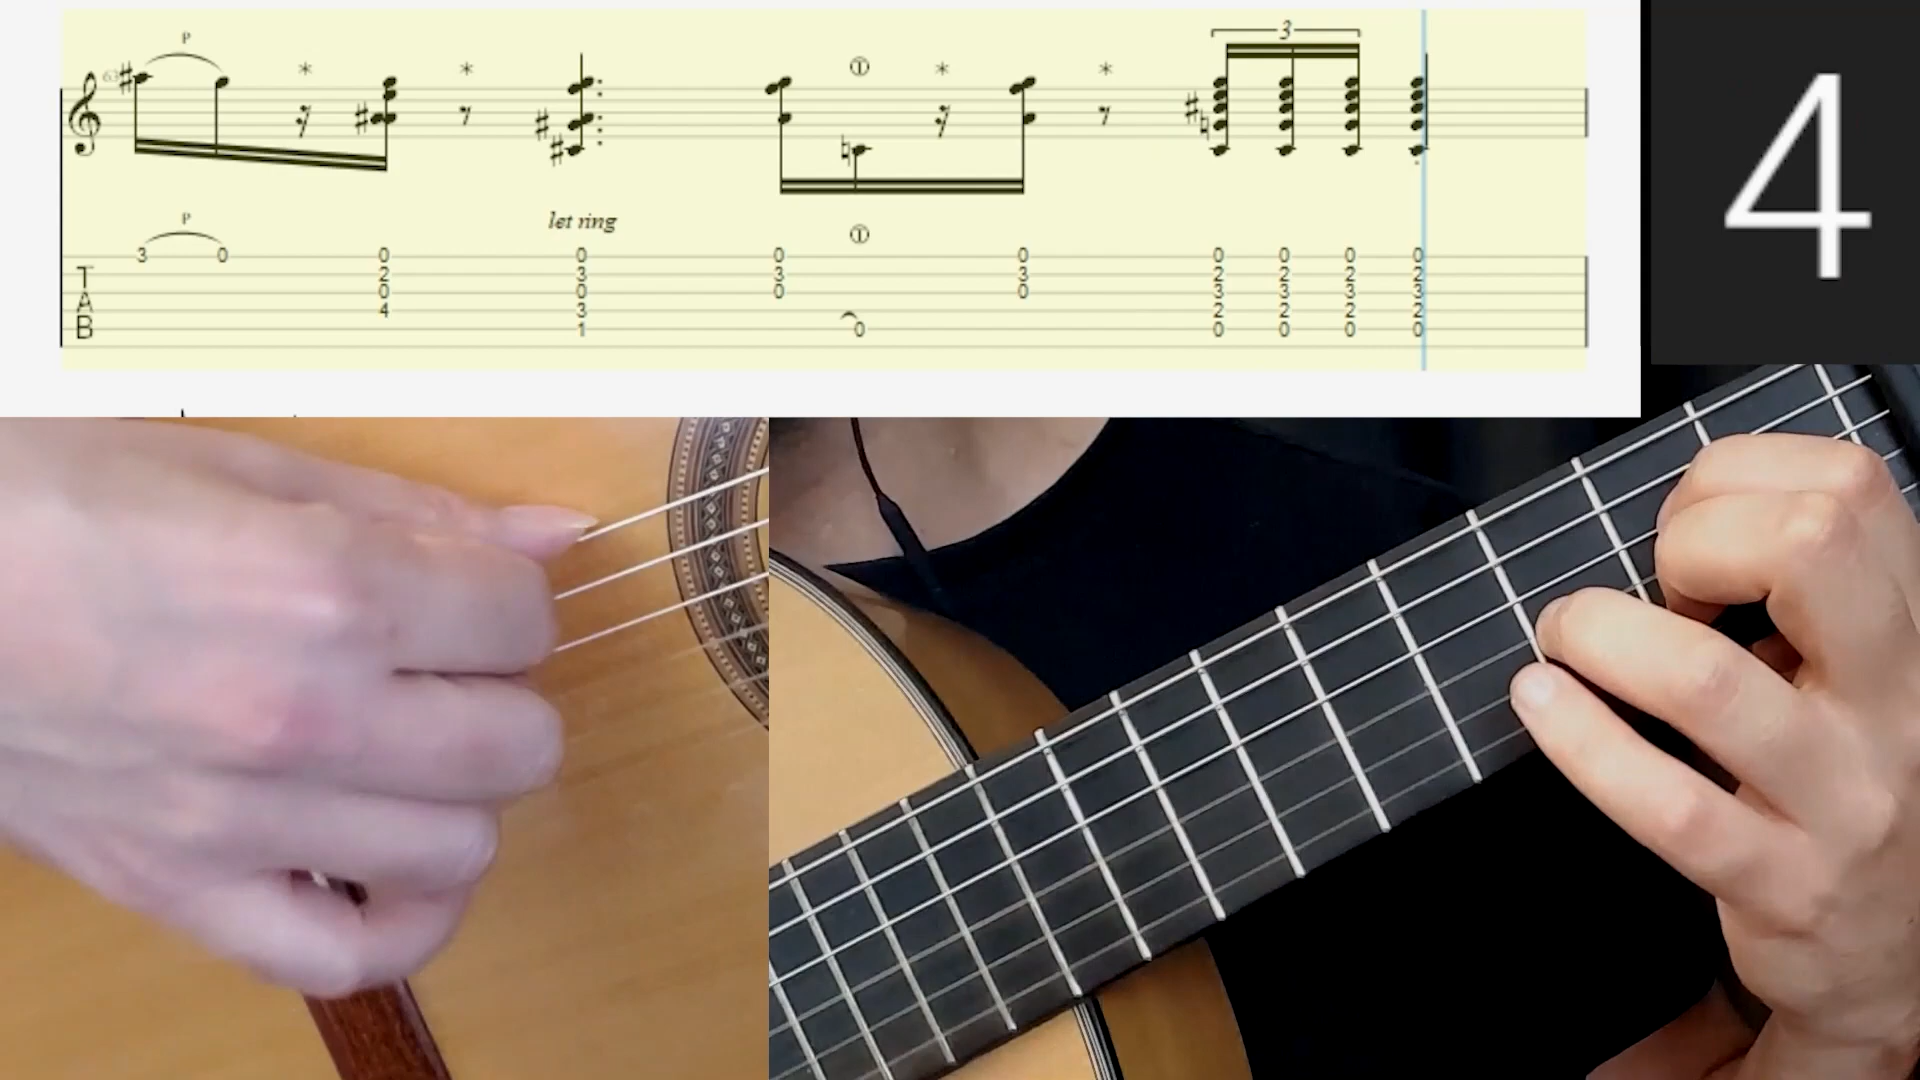 P
63
* * ① * * 3
4
let ring
P
①
3 0 0 0 0 0 0 0 0 0
T 2 3 3 3 2 2 2 2
A 0 0 0 0 3 3 3 3
4 3 2 2 2 2
B 1 0 0 0 0 0